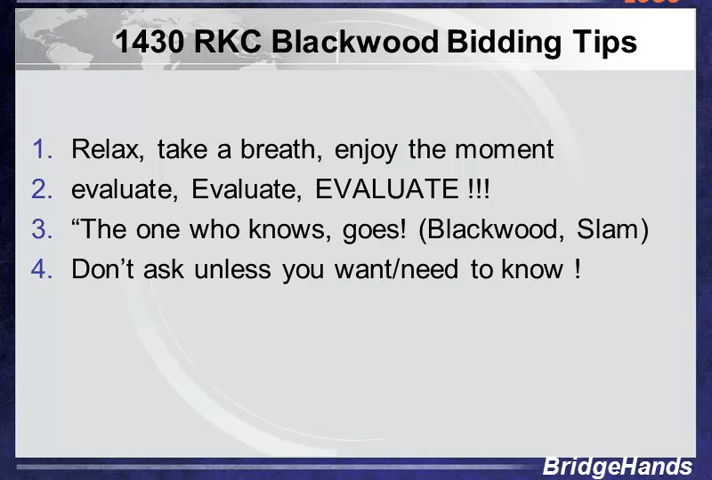 1430 RKC Blackwood Bidding Tips
1. Relax, take a breath, enjoy the moment
2. evaluate, Evaluate, EVALUATE !!!
3. “The one who knows, goes! (Blackwood, Slam)
4. Don’t ask unless you want/need to know !
BridgeHands